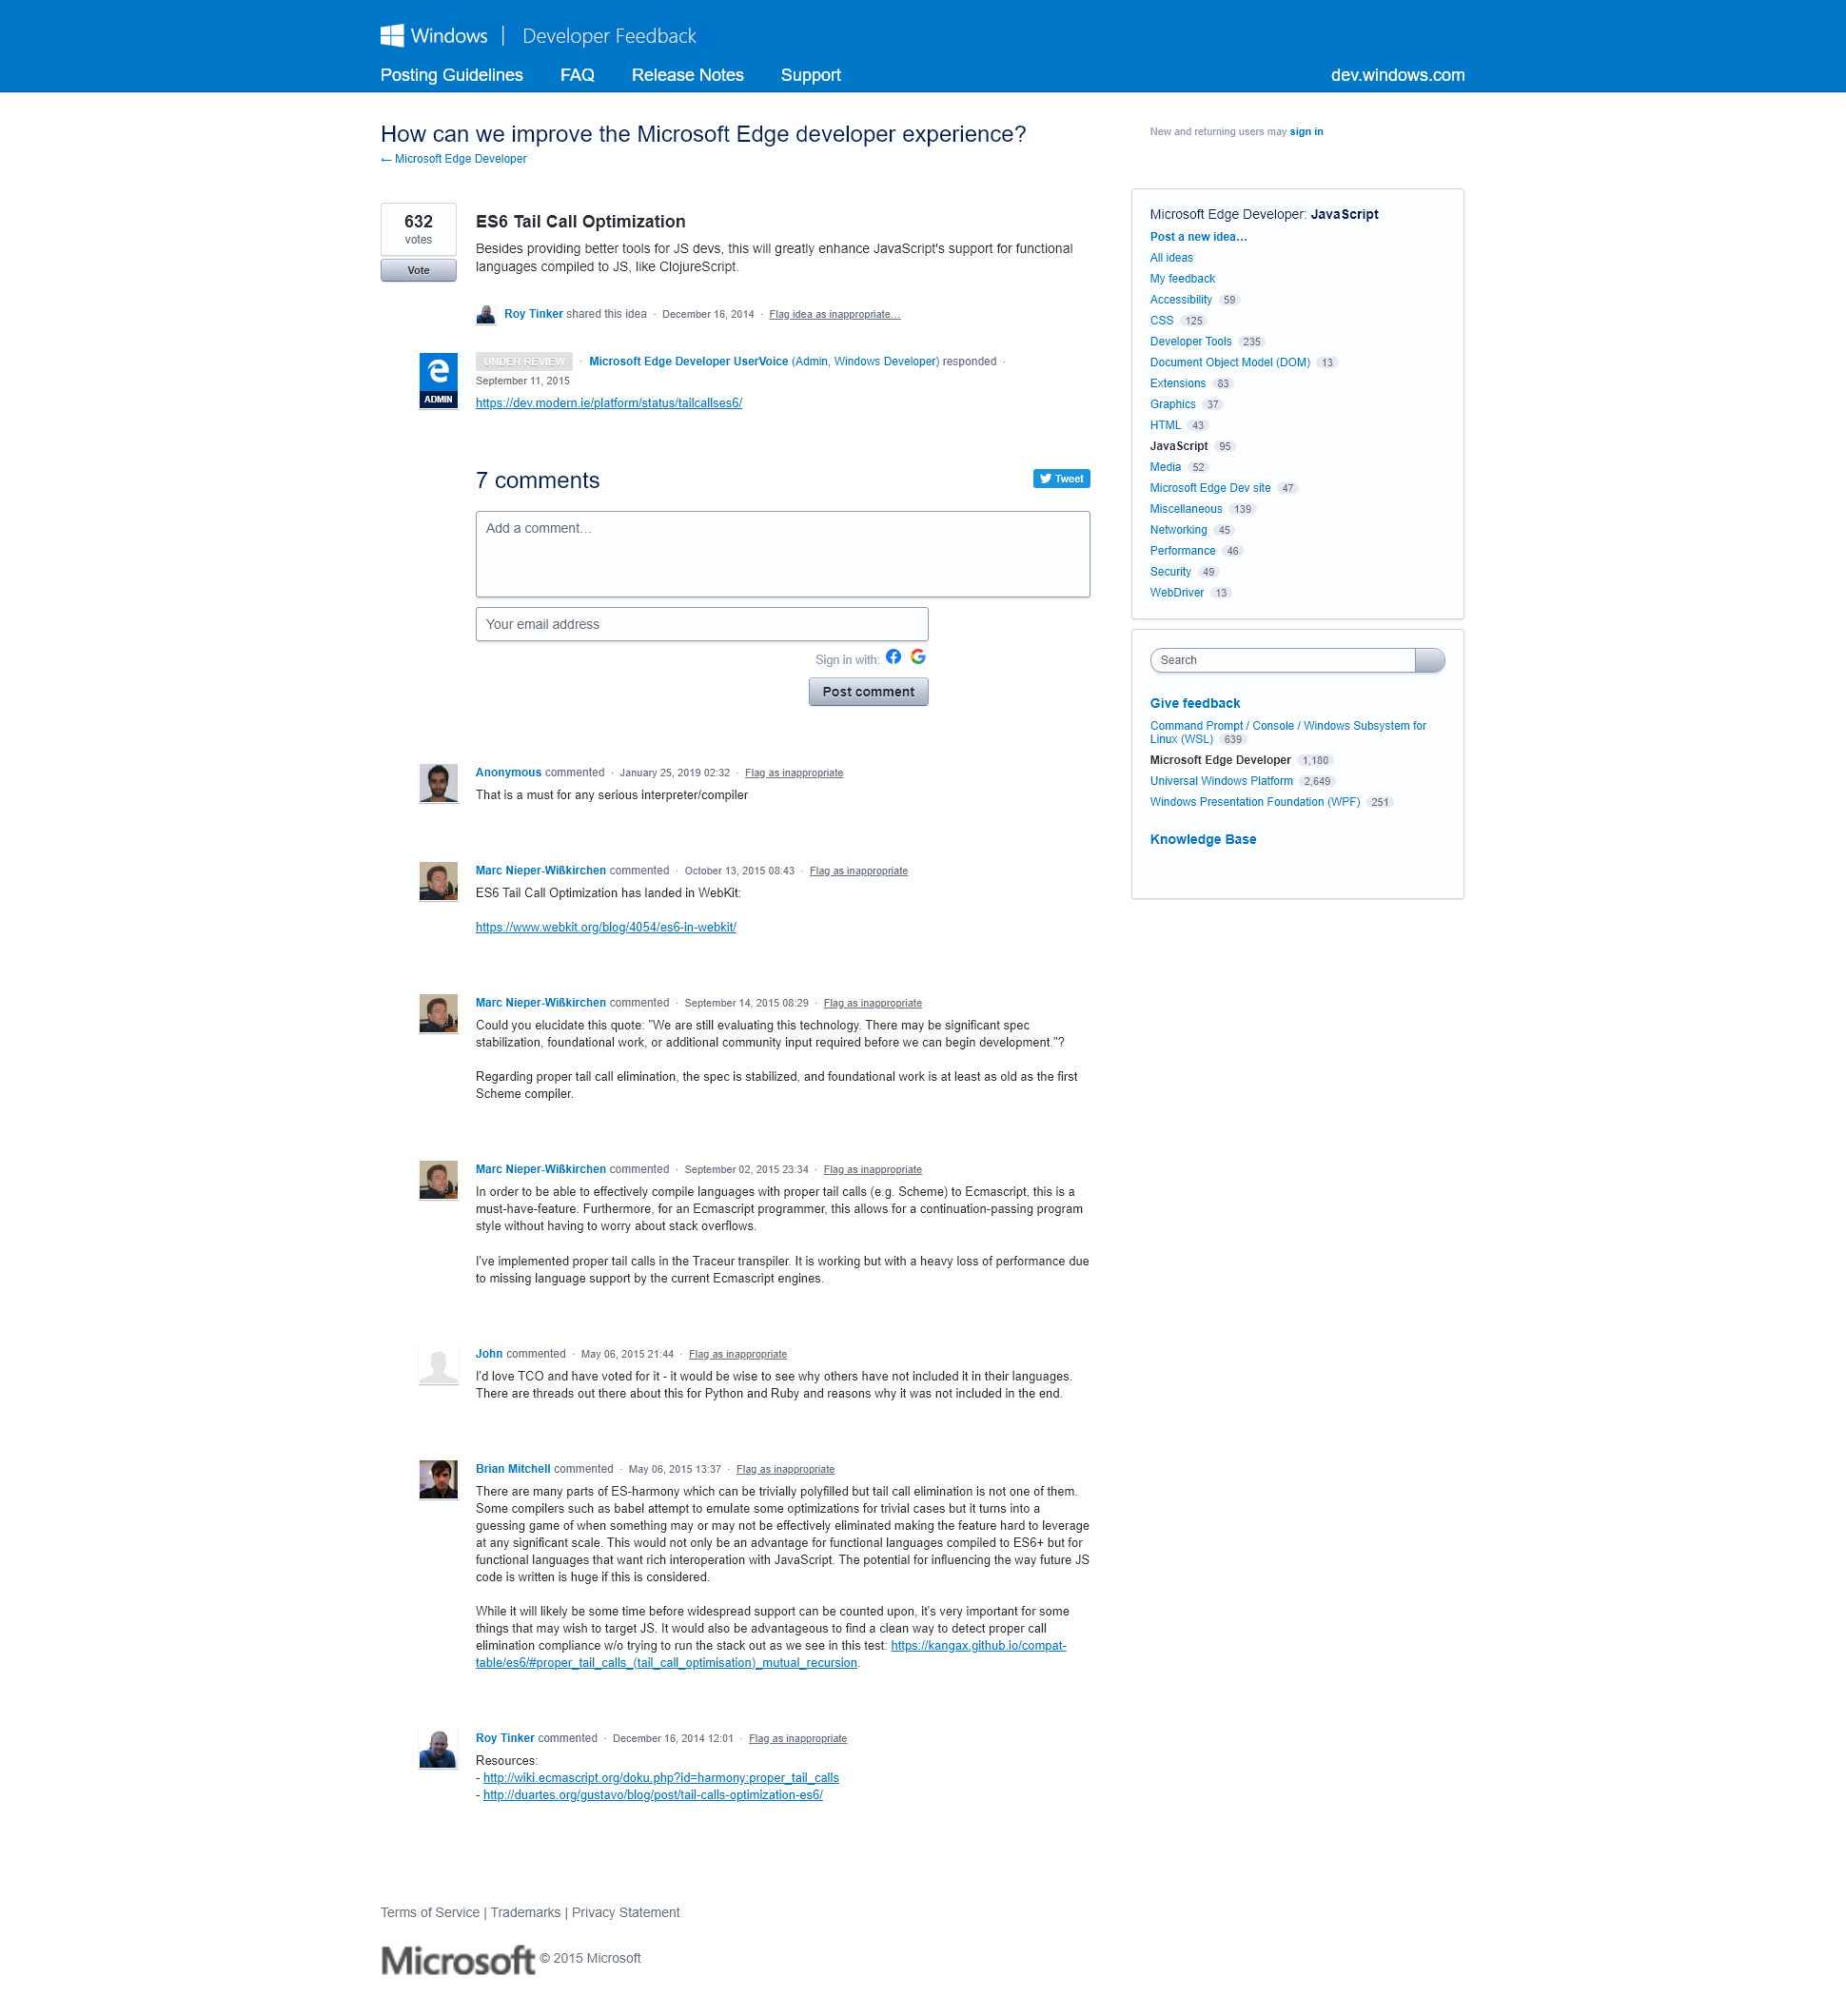 Windows | Developer Feedback
Posting Guidelines FAQ Release Notes Support dev.windows.com
How can we improve the Microsoft Edge developer experience?
← Microsoft Edge Developer
632
votes
Vote
ES6 Tail Call Optimization
Besides providing better tools for JS devs, this will greatly enhance JavaScript's support for functional
languages compiled to JS, like ClojureScript.
Roy Tinker shared this idea · December 16, 2014 · Flag idea as inappropriate…
ADMIN
UNDER REVIEW · Microsoft Edge Developer UserVoice (Admin, Windows Developer) responded ·
September 11, 2015
https://dev.modern.ie/platform/status/tailcallses6/
7 comments
Tweet
Add a comment…
Your email address
Sign in with:
Post comment
Anonymous commented · January 25, 2019 02:32 · Flag as inappropriate
That is a must for any serious interpreter/compiler
Marc Nieper-Wißkirchen commented · October 13, 2015 08:43 · Flag as inappropriate
ES6 Tail Call Optimization has landed in WebKit:
https://www.webkit.org/blog/4054/es6-in-webkit/
Marc Nieper-Wißkirchen commented · September 14, 2015 08:29 · Flag as inappropriate
Could you elucidate this quote: "We are still evaluating this technology. There may be significant spec
stabilization, foundational work, or additional community input required before we can begin development."?
Regarding proper tail call elimination, the spec is stabilized, and foundational work is at least as old as the first
Scheme compiler.
Marc Nieper-Wißkirchen commented · September 02, 2015 23:34 · Flag as inappropriate
In order to be able to effectively compile languages with proper tail calls (e.g. Scheme) to Ecmascript, this is a
must-have-feature. Furthermore, for an Ecmascript programmer, this allows for a continuation-passing program
style without having to worry about stack overflows.
I've implemented proper tail calls in the Traceur transpiler. It is working but with a heavy loss of performance due
to missing language support by the current Ecmascript engines.
John commented · May 06, 2015 21:44 · Flag as inappropriate
I'd love TCO and have voted for it - it would be wise to see why others have not included it in their languages.
There are threads out there about this for Python and Ruby and reasons why it was not included in the end.
Brian Mitchell commented · May 06, 2015 13:37 · Flag as inappropriate
There are many parts of ES-harmony which can be trivially polyfilled but tail call elimination is not one of them.
Some compilers such as babel attempt to emulate some optimizations for trivial cases but it turns into a
guessing game of when something may or may not be effectively eliminated making the feature hard to leverage
at any significant scale. This would not only be an advantage for functional languages compiled to ES6+ but for
functional languages that want rich interoperation with JavaScript. The potential for influencing the way future JS
code is written is huge if this is considered.
While it will likely be some time before widespread support can be counted upon, it's very important for some
things that may wish to target JS. It would also be advantageous to find a clean way to detect proper call
elimination compliance w/o trying to run the stack out as we see in this test: https://kangax.github.io/compat-
table/es6/#proper_tail_calls_(tail_call_optimisation)_mutual_recursion.
Roy Tinker commented · December 16, 2014 12:01 · Flag as inappropriate
Resources:
- http://wiki.ecmascript.org/doku.php?id=harmony:proper_tail_calls
- http://duartes.org/gustavo/blog/post/tail-calls-optimization-es6/
New and returning users may sign in
Microsoft Edge Developer: JavaScript
Post a new idea…
All ideas
My feedback
Accessibility 59
CSS 125
Developer Tools 235
Document Object Model (DOM) 13
Extensions 83
Graphics 37
HTML 43
JavaScript 95
Media 52
Microsoft Edge Dev site 47
Miscellaneous 139
Networking 45
Performance 46
Security 49
WebDriver 13
Search
Give feedback
Command Prompt / Console / Windows Subsystem for
Linux (WSL) 639
Microsoft Edge Developer 1,180
Universal Windows Platform 2,649
Windows Presentation Foundation (WPF) 251
Knowledge Base
Terms of Service | Trademarks | Privacy Statement
Microsoft © 2015 Microsoft